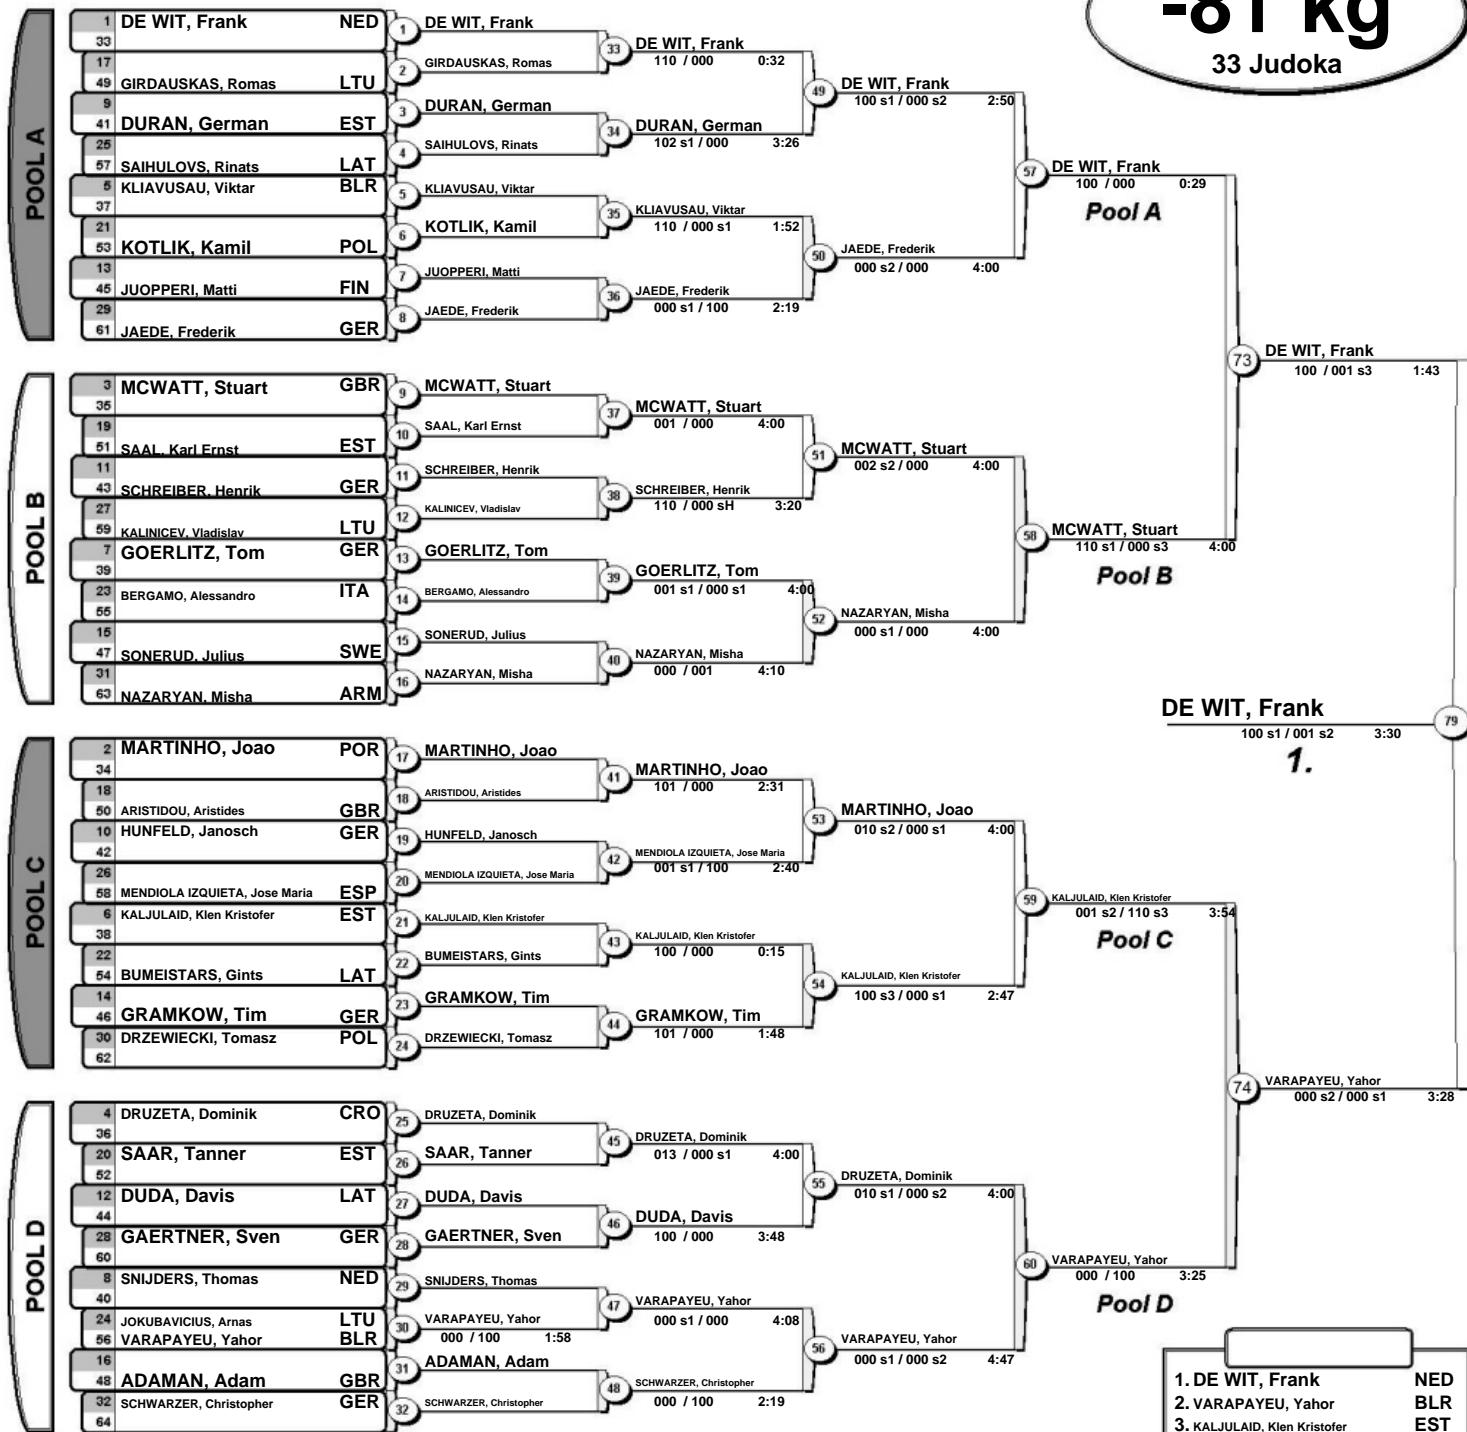 -81 kg
33 Judoka
POOL A
1 DE WIT, Frank NED
33
17
49 GIRDAUSKAS, Romas LTU
9
41 DURAN, German EST
25
57 SAIHULOVS, Rinats LAT
5 KLIAVUSAU, Viktar BLR
37
21
53 KOTLIK, Kamil POL
13
45 JUOPPERI, Matti FIN
29
61 JAEDE, Frederik GER
1 DE WIT, Frank
2 GIRDAUSKAS, Romas
3 DURAN, German
4 SAIHULOVS, Rinats
5 KLIAVUSAU, Viktar
6 KOTLIK, Kamil
7 JUOPPERI, Matti
8 JAEDE, Frederik
33 DE WIT, Frank
110 / 000 0:32
34 DURAN, German
102 s1 / 000 3:26
35 KLIAVUSAU, Viktar
110 / 000 s1 1:52
36 JAEDE, Frederik
000 s1 / 100 2:19
49 DE WIT, Frank
100 s1 / 000 s2 2:50
50 JAEDE, Frederik
000 s2 / 000 4:00
57 DE WIT, Frank
100 / 000 0:29
Pool A
POOL B
3 MCWATT, Stuart GBR
35
19
51 SAAL, Karl Ernst EST
11
43 SCHREIBER, Henrik GER
27
59 KALINICEV, Vladislav LTU
7 GOERLITZ, Tom GER
39
23 BERGAMO, Alessandro ITA
55
15
47 SONERUD, Julius SWE
31
63 NAZARYAN, Misha ARM
9 MCWATT, Stuart
10 SAAL, Karl Ernst
11 SCHREIBER, Henrik
12 KALINICEV, Vladislav
13 GOERLITZ, Tom
14 BERGAMO, Alessandro
15 SONERUD, Julius
16 NAZARYAN, Misha
37 MCWATT, Stuart
001 / 000 4:00
38 SCHREIBER, Henrik
110 / 000 sH 3:20
39 GOERLITZ, Tom
001 s1 / 000 s1 4:00
40 NAZARYAN, Misha
000 / 001 4:10
51 MCWATT, Stuart
002 s2 / 000 4:00
52 NAZARYAN, Misha
000 s1 / 000 4:00
58 MCWATT, Stuart
110 s1 / 000 s3 4:00
Pool B
73 DE WIT, Frank
100 / 001 s3 1:43
DE WIT, Frank 79
100 s1 / 001 s2 3:30
1.
POOL C
2 MARTINHO, Joao POR
34
18
50 ARISTIDOU, Aristides GBR
10 HUNFELD, Janosch GER
42
26
58 MENDIOLA IZQUIETA, Jose Maria ESP
6 KALJULAID, Klen Kristofer EST
38
22
54 BUMEISTARS, Gints LAT
14
46 GRAMKOW, Tim GER
30 DRZEWIECKI, Tomasz POL
62
17 MARTINHO, Joao
18 ARISTIDOU, Aristides
19 HUNFELD, Janosch
20 MENDIOLA IZQUIETA, Jose Maria
21 KALJULAID, Klen Kristofer
22 BUMEISTARS, Gints
23 GRAMKOW, Tim
24 DRZEWIECKI, Tomasz
41 MARTINHO, Joao
101 / 000 2:31
42 MENDIOLA IZQUIETA, Jose Maria
001 s1 / 100 2:40
43 KALJULAID, Klen Kristofer
100 / 000 0:15
44 GRAMKOW, Tim
101 / 000 1:48
53 MARTINHO, Joao
010 s2 / 000 s1 4:00
54 KALJULAID, Klen Kristofer
100 s3 / 000 s1 2:47
59 KALJULAID, Klen Kristofer
001 s2 / 110 s3 3:54
Pool C
POOL D
4 DRUZETA, Dominik CRO
36
20 SAAR, Tanner EST
52
12 DUDA, Davis LAT
44
28 GAERTNER, Sven GER
60
8 SNIJDERS, Thomas NED
40
24 JOKUBAVICIUS, Arnas LTU
56 VARAPAYEU, Yahor BLR
16
48 ADAMAN, Adam GBR
32 SCHWARZER, Christopher GER
64
25 DRUZETA, Dominik
26 SAAR, Tanner
27 DUDA, Davis
28 GAERTNER, Sven
29 SNIJDERS, Thomas
30 VARAPAYEU, Yahor
000 / 100 1:58
31 ADAMAN, Adam
32 SCHWARZER, Christopher
45 DRUZETA, Dominik
013 / 000 s1 4:00
46 DUDA, Davis
100 / 000 3:48
47 VARAPAYEU, Yahor
000 s1 / 000 4:08
48 SCHWARZER, Christopher
000 / 100 2:19
55 DRUZETA, Dominik
010 s1 / 000 s2 4:00
56 VARAPAYEU, Yahor
000 s1 / 000 s2 4:47
60 VARAPAYEU, Yahor
000 / 100 3:25
Pool D
74 VARAPAYEU, Yahor
000 s2 / 000 s1 3:28
1. DE WIT, Frank NED
2. VARAPAYEU, Yahor BLR
3. KALJULAID, Klen Kristofer EST